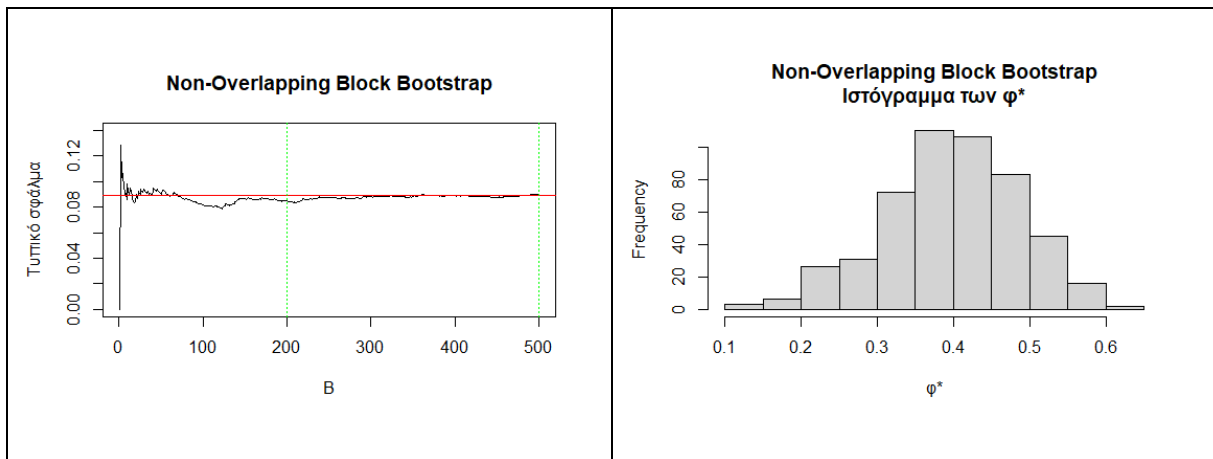 Non-Overlapping Block Bootstrap
Τυπικό σφάλμα
0.00
0.04
0.08
0.12
0 100 200 300 400 500
B
Non-Overlapping Block Bootstrap
Ιστόγραμμα των φ*
Frequency
0 20 40 60 80
0.1 0.2 0.3 0.4 0.5 0.6
φ*